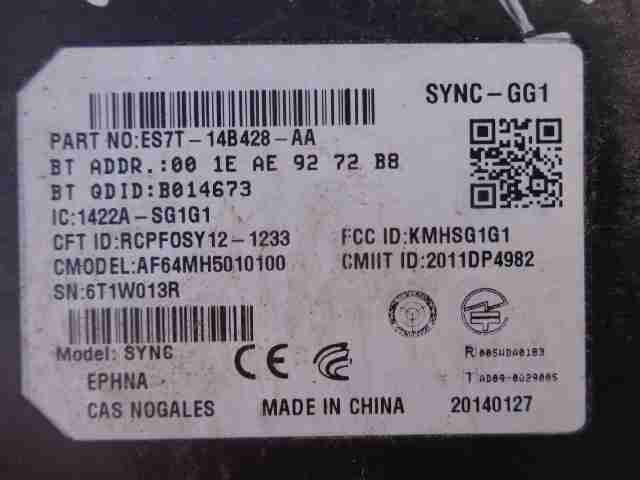 SYNC-GG1
PART NO:ES7T-14B428-AA
BT ADDR.:00 1E AE 92 72 B8
BT QDID:B014673
IC:1422A-SG1G1
CFT ID:RCPFOSY12-1233 FCC ID:KMHSG1G1
CMODEL:AF64MH5010100 CMIIT ID:2011DP4982
SN:6T1W013R
Model: SYNC
EPHNA
CAS NOGALES MADE IN CHINA 20140127
CE
R
T